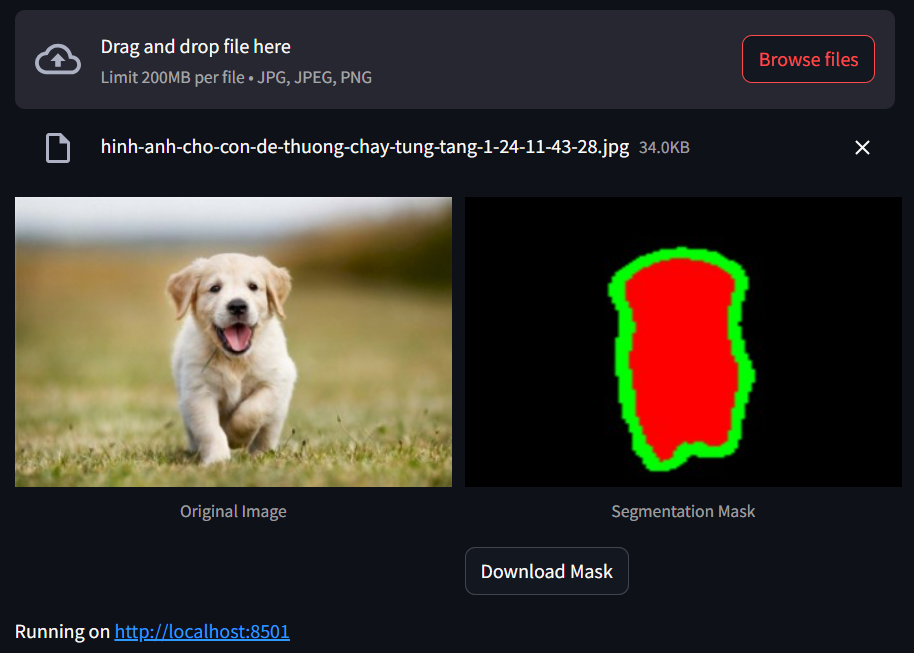 Drag and drop file here
Browse files
Limit 200MB per file • JPG, JPEG, PNG
hinh-anh-cho-con-de-thuong-chay-tung-tang-1-24-11-43-28.jpg 34.0KB
Original Image
Segmentation Mask
Download Mask
Running on http://localhost:8501